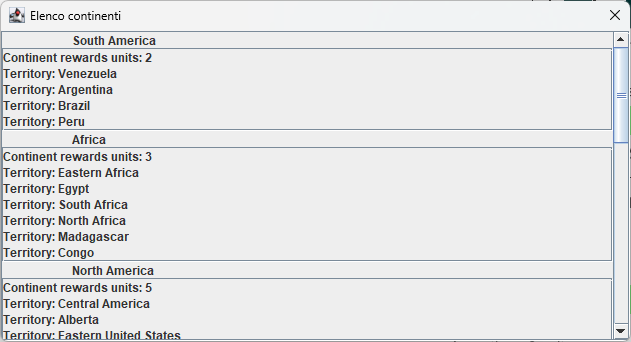 Elenco continenti
South America
Continent rewards units: 2
Territory: Venezuela
Territory: Argentina
Territory: Brazil
Territory: Peru
Africa
Continent rewards units: 3
Territory: Eastern Africa
Territory: Egypt
Territory: South Africa
Territory: North Africa
Territory: Madagascar
Territory: Congo
North America
Continent rewards units: 5
Territory: Central America
Territory: Alberta
Territory: Eastern United States